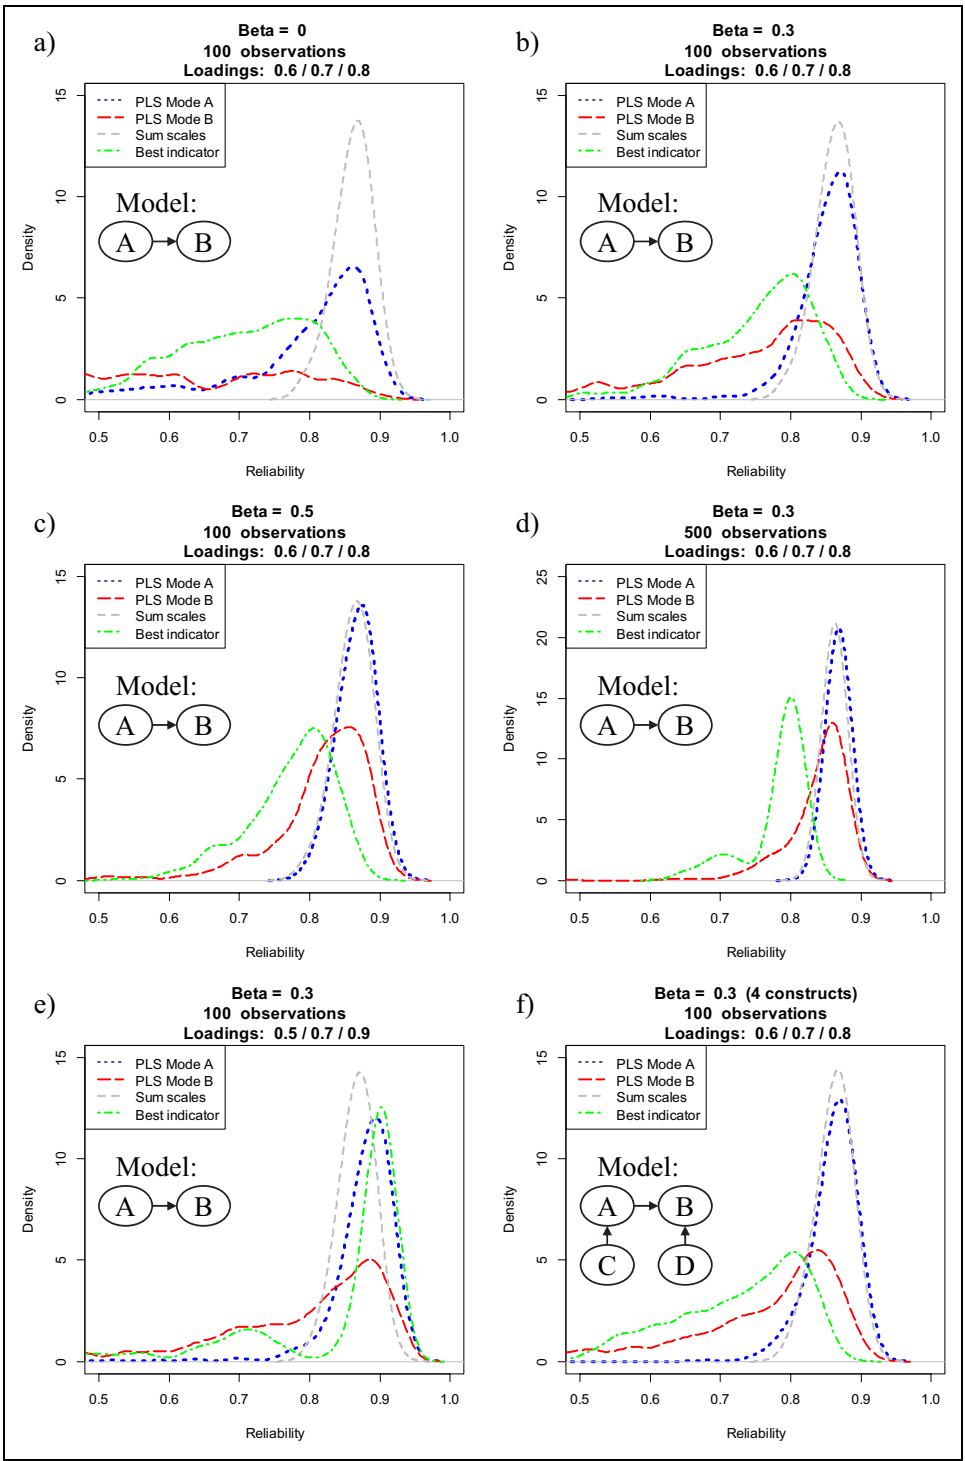 a)
Beta = 0
100 observations
Loadings: 0.6 / 0.7 / 0.8
15
10
5
0
Density
PLS Mode A
PLS Mode B
Sum scales
Best indicator
Model:
A B
0.5 0.6 0.7 0.8 0.9 1.0
Reliability
b)
Beta = 0.3
100 observations
Loadings: 0.6 / 0.7 / 0.8
15
10
5
0
Density
PLS Mode A
PLS Mode B
Sum scales
Best indicator
Model:
A B
0.5 0.6 0.7 0.8 0.9 1.0
Reliability
c)
Beta = 0.5
100 observations
Loadings: 0.6 / 0.7 / 0.8
15
10
5
0
Density
PLS Mode A
PLS Mode B
Sum scales
Best indicator
Model:
A B
0.5 0.6 0.7 0.8 0.9 1.0
Reliability
d)
Beta = 0.3
500 observations
Loadings: 0.6 / 0.7 / 0.8
25
20
15
10
5
0
Density
PLS Mode A
PLS Mode B
Sum scales
Best indicator
Model:
A B
0.5 0.6 0.7 0.8 0.9 1.0
Reliability
e)
Beta = 0.3
100 observations
Loadings: 0.5 / 0.7 / 0.9
15
10
5
0
Density
PLS Mode A
PLS Mode B
Sum scales
Best indicator
Model:
A B
0.5 0.6 0.7 0.8 0.9 1.0
Reliability
f)
Beta = 0.3 (4 constructs)
100 observations
Loadings: 0.6 / 0.7 / 0.8
15
10
5
0
Density
PLS Mode A
PLS Mode B
Sum scales
Best indicator
Model:
A B
C D
0.5 0.6 0.7 0.8 0.9 1.0
Reliability